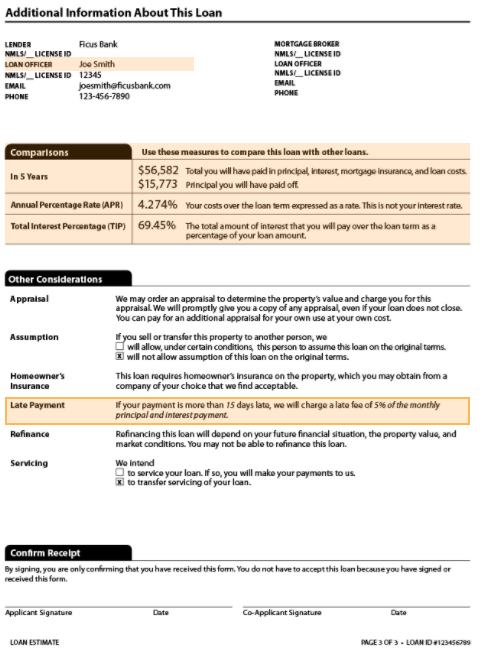 Additional Information About This Loan
LENDER Ficus Bank
NMLS/__ LICENSE ID
LOAN OFFICER Joe Smith
NMLS/__ LICENSE ID 12345
EMAIL joesmith@ficusbank.com
PHONE 123-456-7890
MORTGAGE BROKER
NMLS/__ LICENSE ID
LOAN OFFICER
NMLS/__ LICENSE ID
EMAIL
PHONE
Comparisons Use these measures to compare this loan with other loans.
In 5 Years $56,582 Total you will have paid in principal, interest, mortgage insurance, and loan costs.
$15,773 Principal you will have paid off.
Annual Percentage Rate (APR) 4.274% Your costs over the loan term expressed as a rate. This is not your interest rate.
Total Interest Percentage (TIP) 69.45% The total amount of interest that you will pay over the loan term as a
percentage of your loan amount.
Other Considerations
Appraisal We may order an appraisal to determine the property's value and charge you for this
appraisal. We will promptly give you a copy of any appraisal, even if your loan does not close.
You can pay for an additional appraisal for your own use at your own cost.
Assumption If you sell or transfer this property to another person, we
☐ will allow, under certain conditions, this person to assume this loan on the original terms.
☒ will not allow assumption of this loan on the original terms.
Homeowner's This loan requires homeowner's insurance on the property, which you may obtain from a
Insurance company of your choice that we find acceptable.
Late Payment If your payment is more than 15 days late, we will charge a late fee of 5% of the monthly
principal and interest payment.
Refinance Refinancing this loan will depend on your future financial situation, the property value, and
market conditions. You may not be able to refinance this loan.
Servicing We intend
☐ to service your loan. If so, you will make your payments to us.
☒ to transfer servicing of your loan.
Confirm Receipt
By signing, you are only confirming that you have received this form. You do not have to accept this loan because you have signed or
received this form.
Applicant Signature Date Co-Applicant Signature Date
LOAN ESTIMATE PAGE 3 OF 3 • LOAN ID #123456789